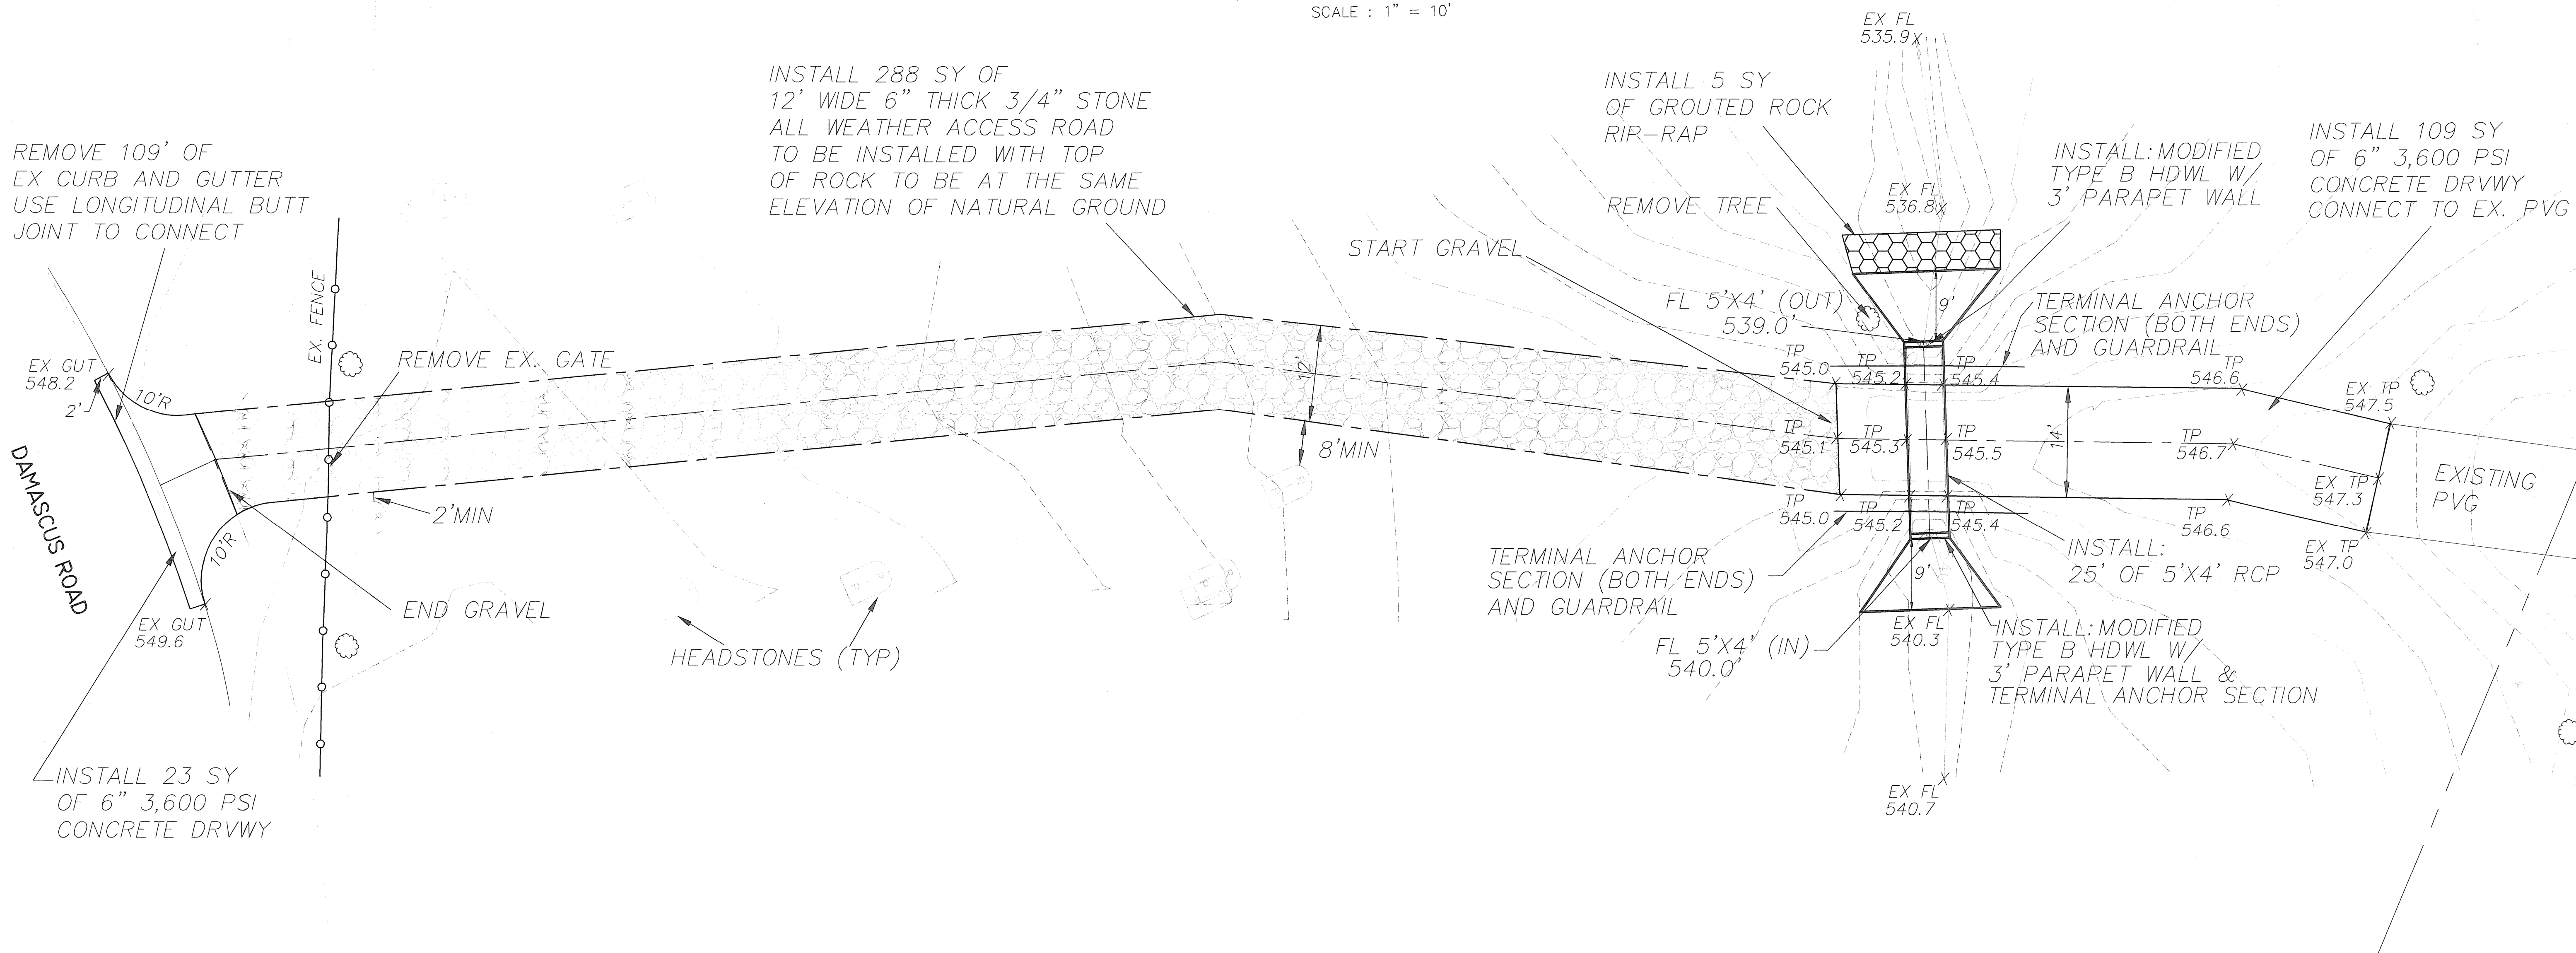 SCALE : 1" = 10'
EX FL
535.9
INSTALL 288 SY OF
12' WIDE 6" THICK 3/4" STONE
ALL WEATHER ACCESS ROAD
TO BE INSTALLED WITH TOP
OF ROCK TO BE AT THE SAME
ELEVATION OF NATURAL GROUND
REMOVE 109' OF
EX CURB AND GUTTER
USE LONGITUDINAL BUTT
JOINT TO CONNECT
INSTALL 5 SY
OF GROUTED ROCK
RIP-RAP
INSTALL: MODIFIED
TYPE B HDWL W/
3' PARAPET WALL
INSTALL 109 SY
OF 6" 3,600 PSI
CONCRETE DRVWY
CONNECT TO EX. PVG
EX FL
536.8
REMOVE TREE
START GRAVEL
EX. FENCE
FL 5'X4' (OUT)
539.0'
9'
TERMINAL ANCHOR
SECTION (BOTH ENDS)
AND GUARDRAIL
EX GUT
548.2
2'
10'R
REMOVE EX. GATE
12'
TP
545.0
TP
545.2
TP
545.4
TP
546.6
EX TP
547.5
8'MIN
TP
545.1
TP
545.3
TP
545.5
14'
TP
546.7
EX TP
547.3
EXISTING
PVG
DAMASCUS ROAD
2'MIN
10'R
TP
545.0
TP
545.2
TP
545.4
TP
546.6
EX TP
547.0
END GRAVEL
EX GUT
549.6
HEADSTONES (TYP)
TERMINAL ANCHOR
SECTION (BOTH ENDS)
AND GUARDRAIL
9'
INSTALL:
25' OF 5'X4' RCP
FL 5'X4' (IN)
540.0'
EX FL
540.3
INSTALL: MODIFIED
TYPE B HDWL W/
3' PARAPET WALL &
TERMINAL ANCHOR SECTION
INSTALL 23 SY
OF 6" 3,600 PSI
CONCRETE DRVWY
EX FL
540.7